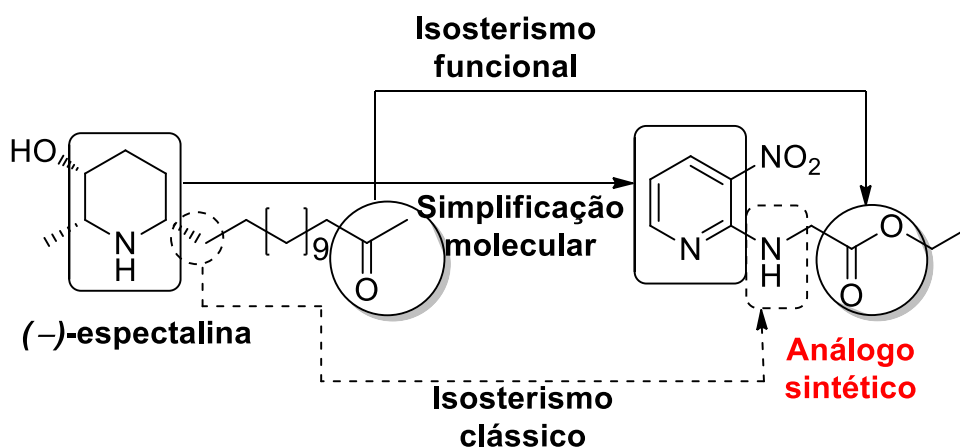 Isosterismo
funcional
HO
NO2
Simplificação
molecular
N
H
9
O
N
N
H
O
O
(–)-espectalina
Análogo
sintético
Isosterismo
clássico